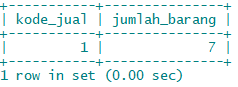 +-----------+---------------+
| kode_jual | jumlah_barang |
+-----------+---------------+
| 1 | 7 |
+-----------+---------------+
1 row in set (0.00 sec)